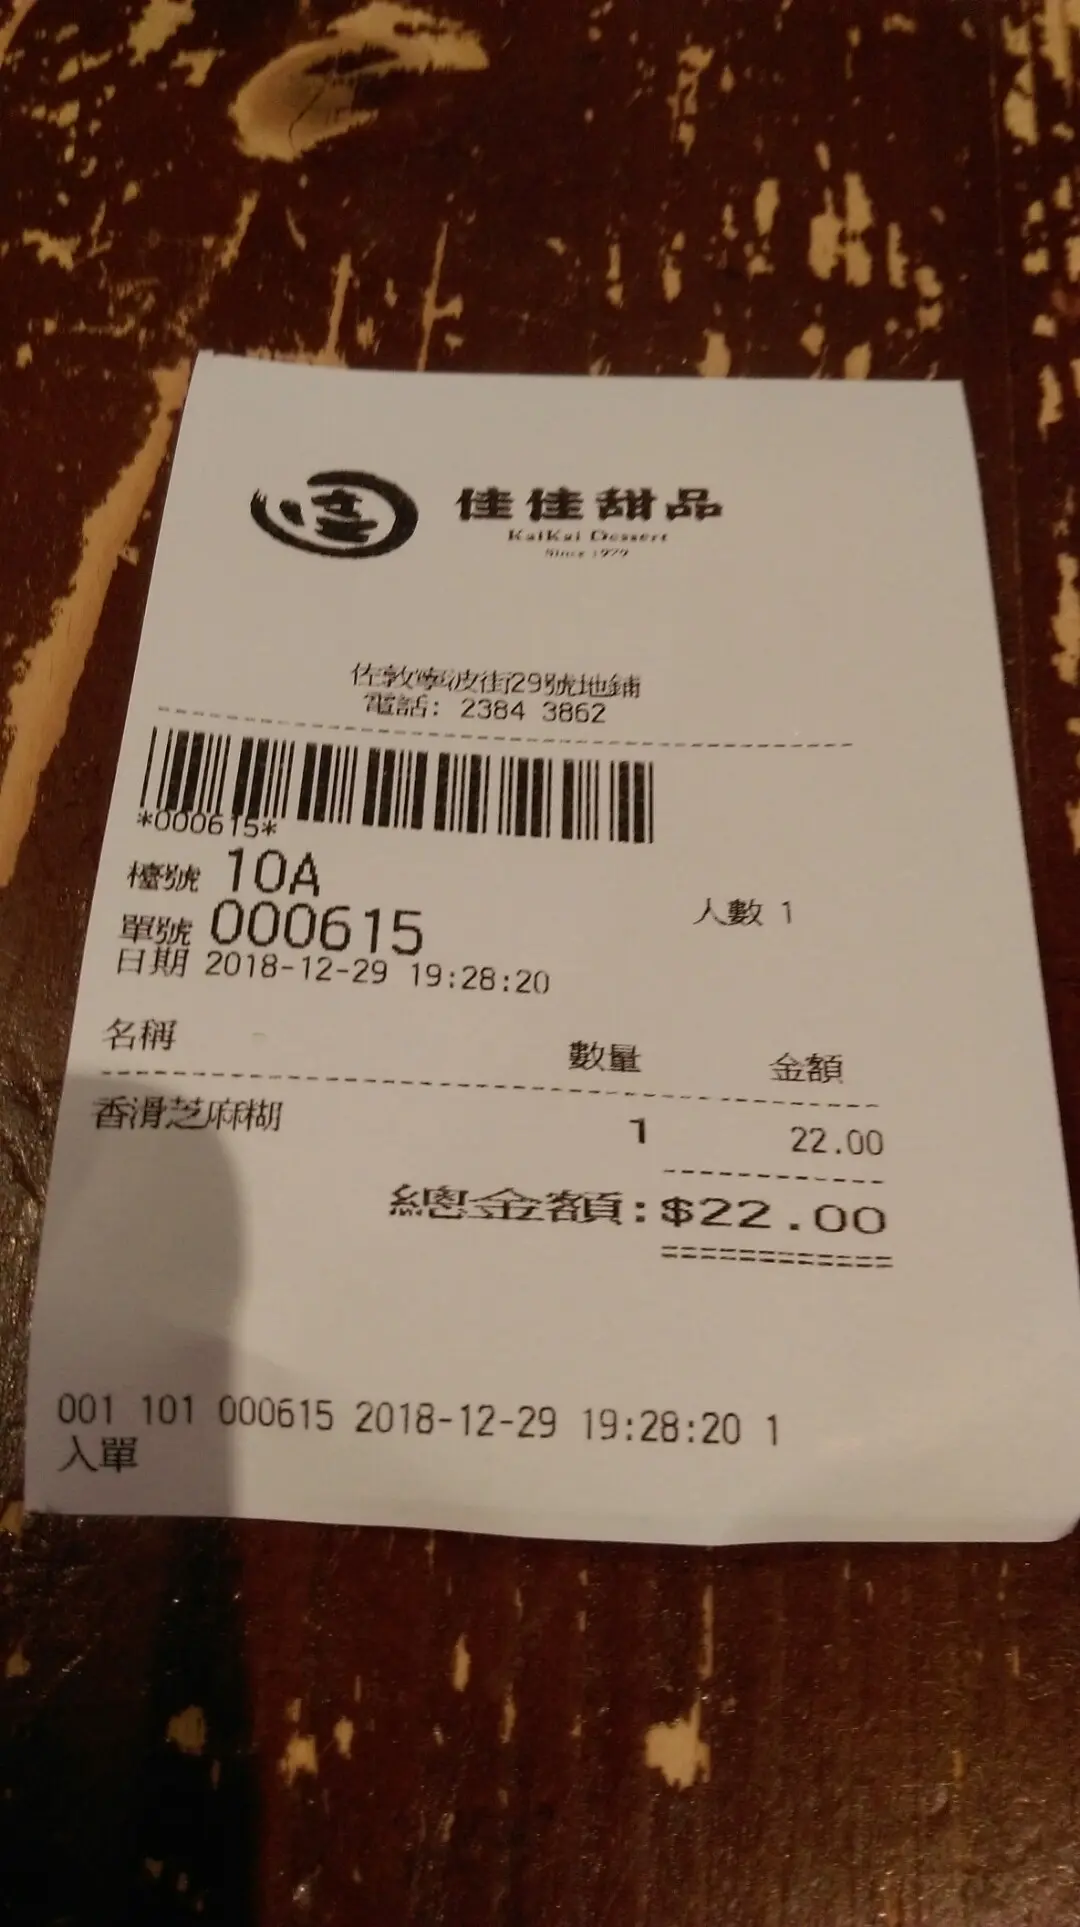 佳佳甜品
KaiKai Dessert
Since 1979
佐敦寧波街29號地鋪
電話: 2384 3862
*000615*
檯號 10A
單號 000615 人數 1
日期 2018-12-29 19:28:20
名稱 數量 金額
香滑芝麻糊 1 22.00
總金額:$22.00
001 101 000615 2018-12-29 19:28:20 1
入單